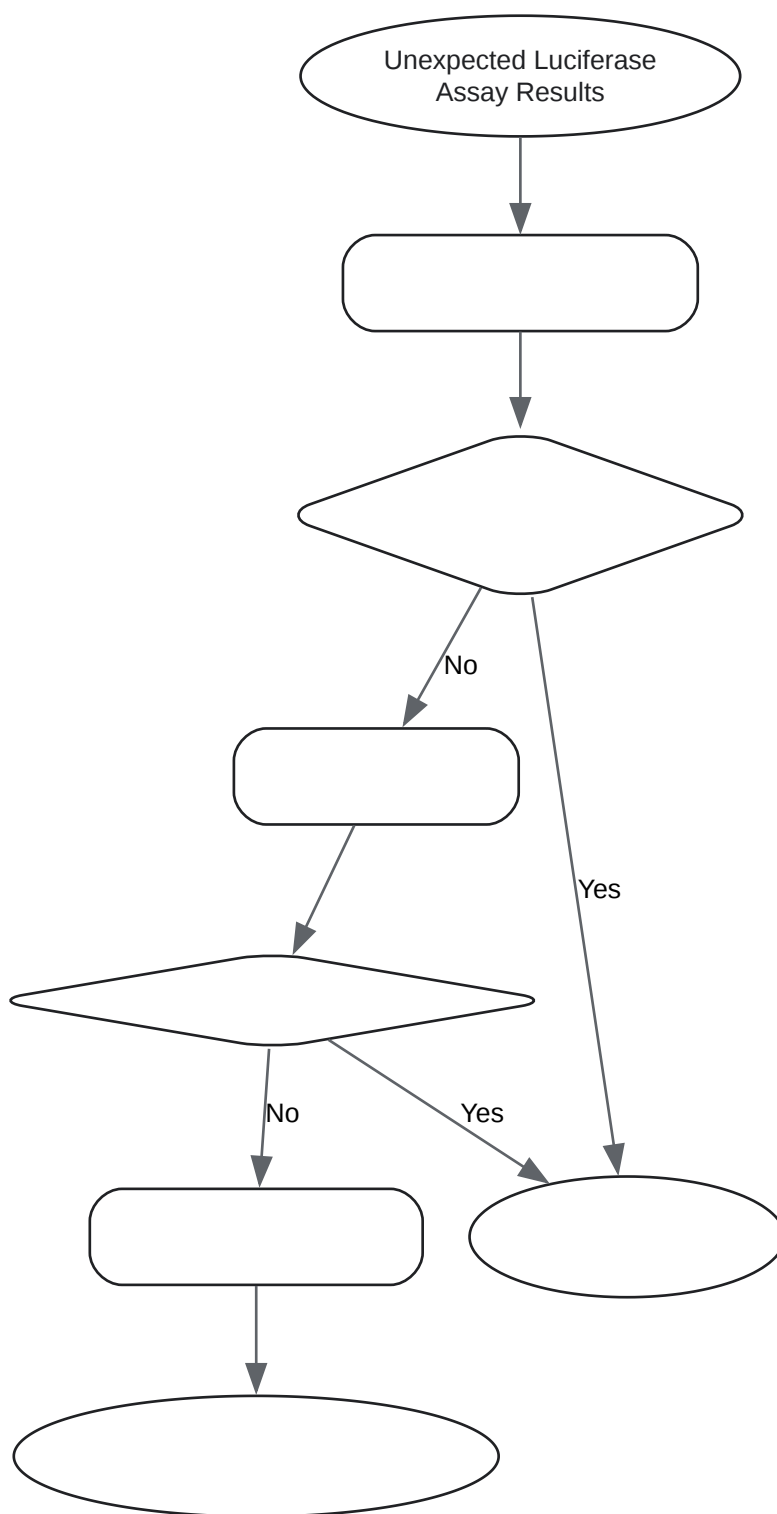 Unexpected Luciferase
Assay Results
No
Yes
No
Yes